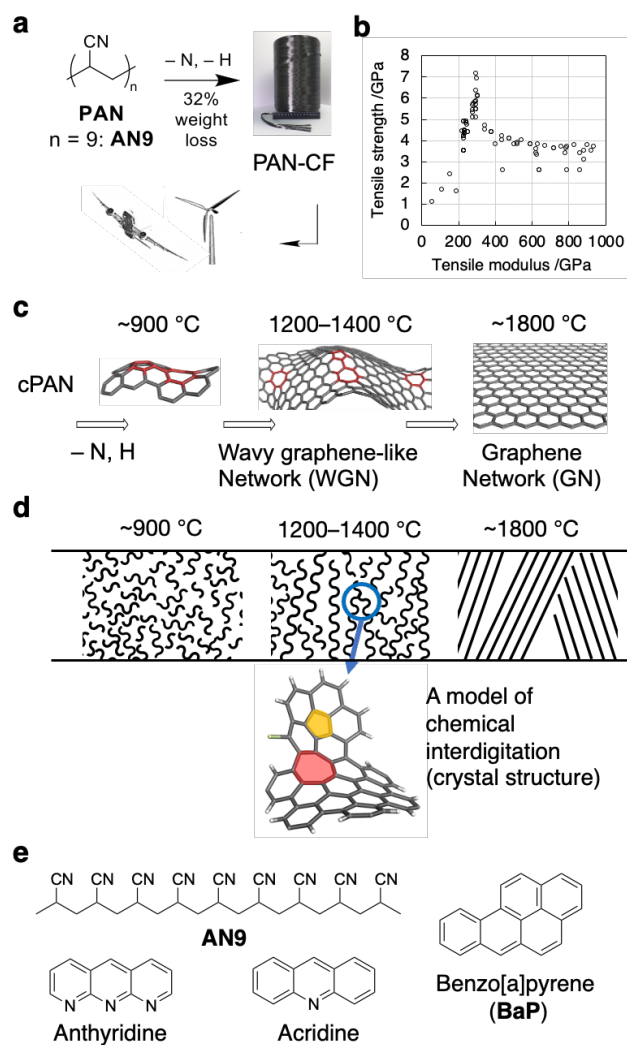 a
CN
n
PAN
n = 9: AN9
– N, – H
32%
weight
loss
PAN-CF
b
Tensile strength /GPa
8
7
6
5
4
3
2
1
0
0 200 400 600 800 1000
Tensile modulus /GPa
c
~900 °C 1200–1400 °C ~1800 °C
cPAN
– N, H
Wavy graphene-like
Network (WGN)
Graphene
Network (GN)
d
~900 °C 1200–1400 °C ~1800 °C
A model of
chemical
interdigitation
(crystal structure)
e
CN CN CN CN CN CN CN CN CN
AN9
N N N
Anthyridine
N
Acridine
Benzo[a]pyrene
(BaP)